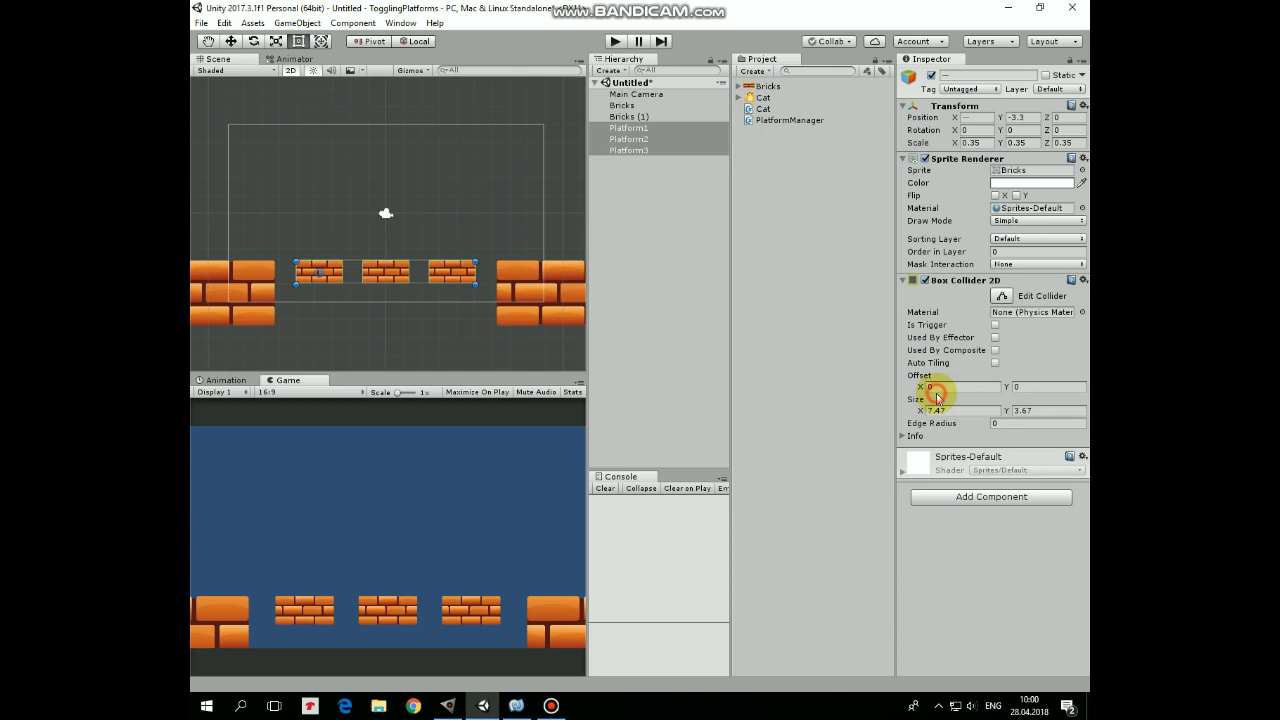 Unity 2017.3.1f1 Personal (64bit) - Untitled - TogglingPlatforms - PC, Mac & Linux Standalone
www.BANDICAM.com
File Edit Assets GameObject Component Window Help
Pivot Local Collab Account Layers Layout
Scene Animator
Shaded 2D Gizmos All
Hierarchy
Create All
Untitled*
Main Camera
Bricks
Bricks (1)
Platform1
Platform2
Platform3
Project
Create
Bricks
Cat
Cat
PlatformManager
Inspector
— Static
Tag Untagged Layer Default
Transform
Position X — Y -3.3 Z 0
Rotation X 0 Y 0 Z 0
Scale X 0.35 Y 0.35 Z 0.35
Sprite Renderer
Sprite Bricks
Color
Flip X Y
Material Sprites-Default
Draw Mode Simple
Sorting Layer Default
Order in Layer 0
Mask Interaction None
Box Collider 2D
Edit Collider
Material None (Physics Mater
Is Trigger
Used By Effector
Used By Composite
Auto Tiling
Offset
X 0 Y 0
Size
X 7.47 Y 3.67
Edge Radius 0
Info
Sprites-Default
Shader Sprites/Default
Add Component
Animation Game
Display 1 16:9 Scale 1x Maximize On Play Mute Audio Stats
Console
Clear Collapse Clear on Play Er
ENG
10:00
28.04.2018
2